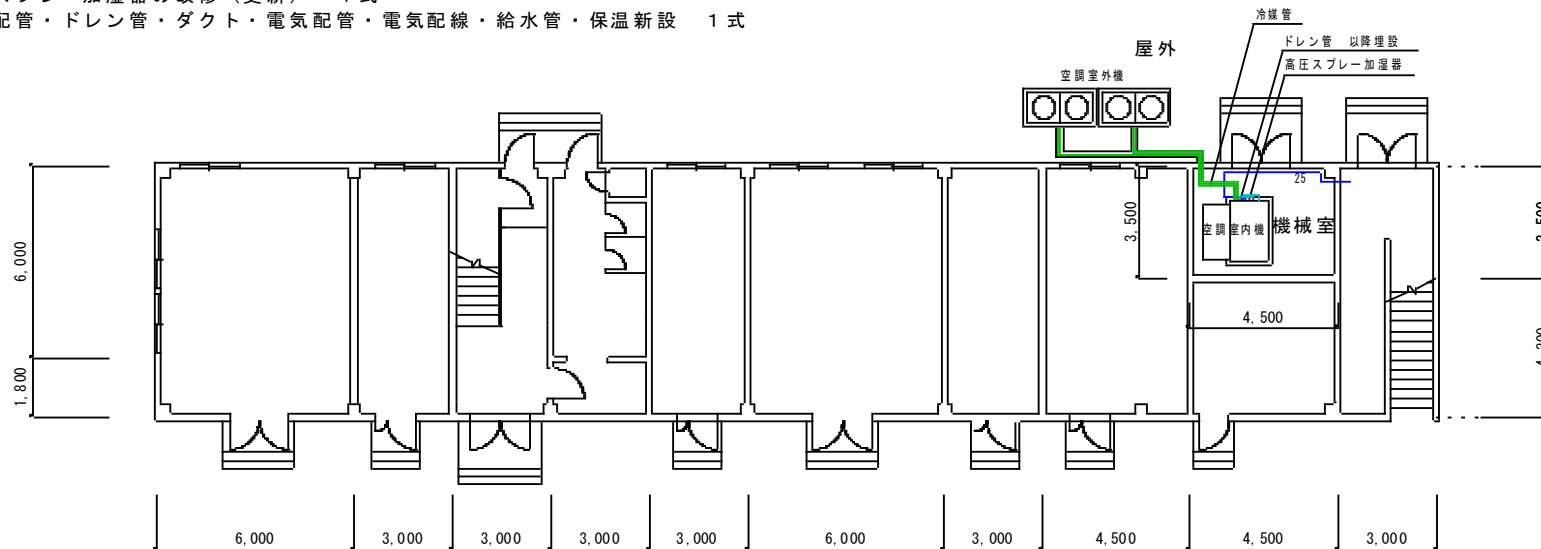 配管・ドレン管・ダクト・電気配管・電気配線・給水管・保温新設 1式
冷媒管
屋外
ドレン管 以降埋設
空調室外機
高圧スプレー加湿器
25
3,500
空調室内機
機械室
6,000
4,500
1,800
6,000
3,000
3,000
3,000
3,000
6,000
3,000
4,500
4,500
3,000